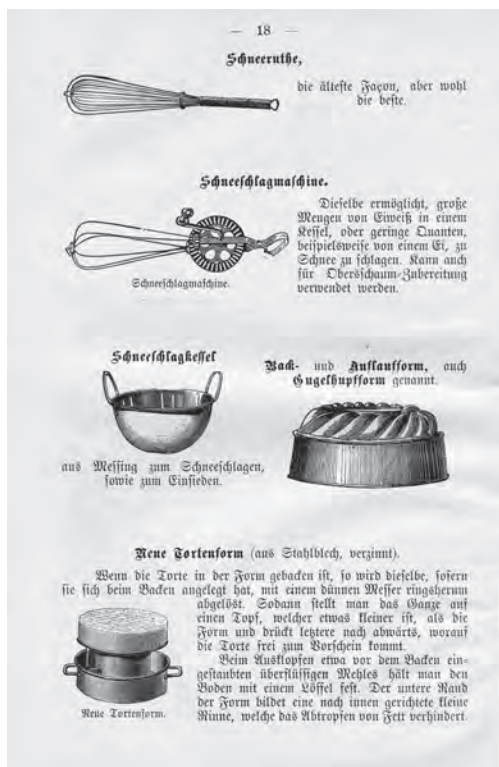 — 18 —
Schneeruthe,
die älteste Façon, aber wohl
die beste.
Schneeschlagmaschine.
Dieselbe ermöglicht, große
Mengen von Eiweiß in einem
Kessel, oder geringe Quanten,
beispielsweise von einem Ei, zu
Schnee zu schlagen. Kann auch
für Obersschaum-Zubereitung
verwendet werden.
Schneeschlagmaschine.
Schneeschlagkessel
aus Messing zum Schneeschlagen,
sowie zum Einsieden.
Back- und Auflaufform, auch
Gugelhupfform genannt.
Neue Tortenform (aus Stahlblech, verzinnt).
Wenn die Torte in der Form gebacken ist, so wird dieselbe, sofern
sie sich beim Backen angelegt hat, mit einem dünnen Messer ringsherum
abgelöst. Sodann stellt man das Ganze auf
einen Topf, welcher etwas kleiner ist, als die
Form und drückt letztere nach abwärts, worauf
die Torte frei zum Vorschein kommt.
Beim Ausklopfen etwa vor dem Backen ein-
gestaubten überflüssigen Mehles hält man den
Boden mit einem Löffel fest. Der untere Rand
der Form bildet eine nach innen gerichtete kleine
Rinne, welche das Abtropfen von Fett verhindert.
Neue Tortenform.